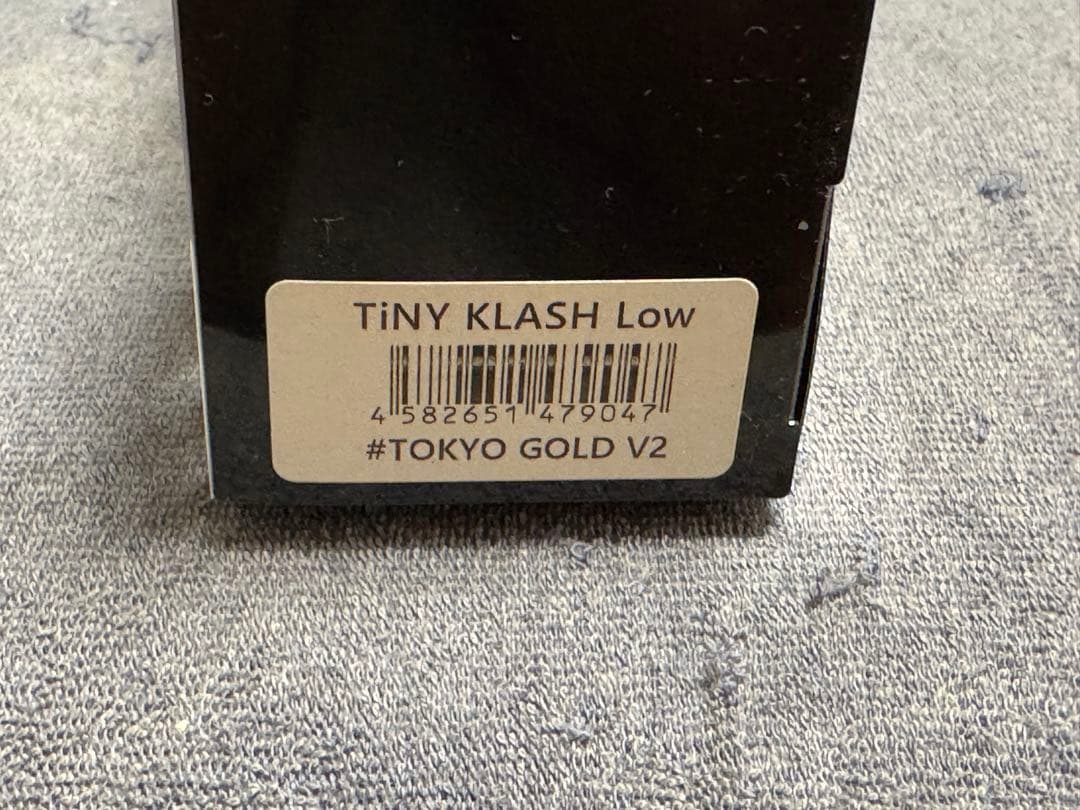 TiNY KLASH Low
4 582651 479047
#TOKYO GOLD V2